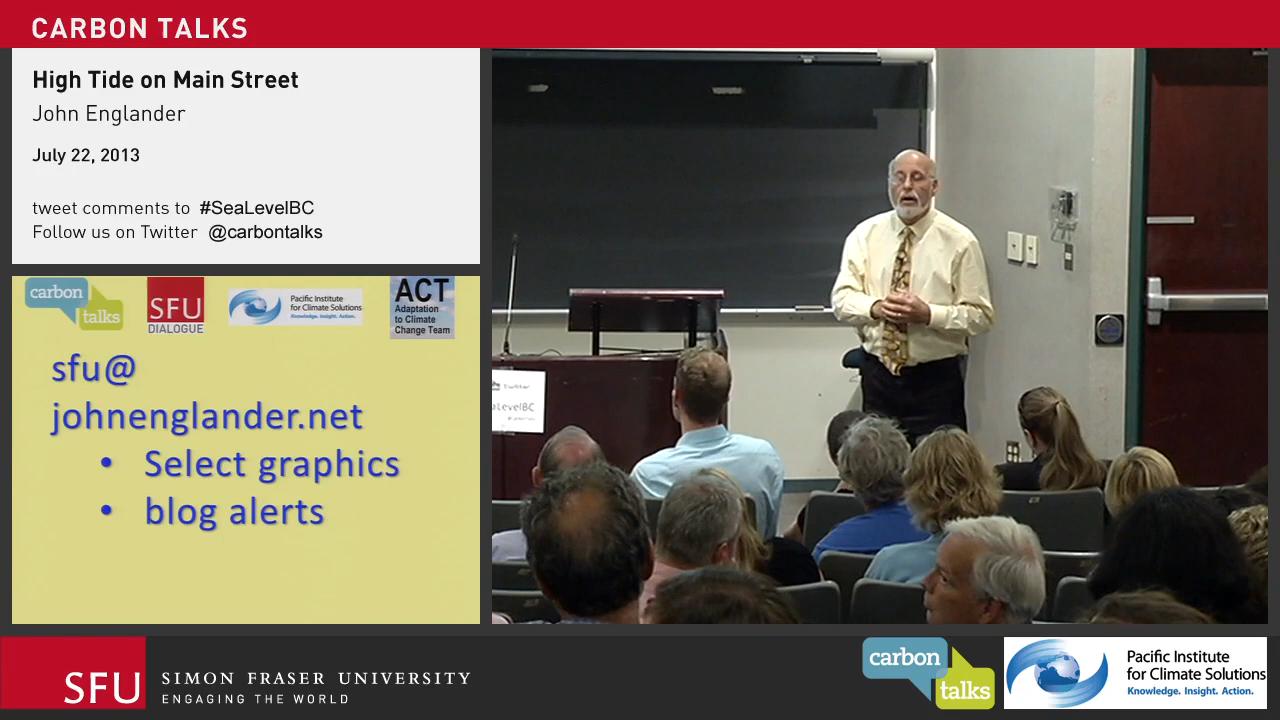 CARBON TALKS
High Tide on Main Street
John Englander
July 22, 2013
tweet comments to #SeaLevelBC
Follow us on Twitter @carbontalks
carbon
talks
SFU
DIALOGUE
Pacific Institute
for Climate Solutions
Knowledge. Insight. Action.
ACT
Adaptation
to Climate
Change Team
sfu@
johnenglander.net
• Select graphics
• blog alerts
twitter
aLevelBC
SFU
SIMON FRASER UNIVERSITY
ENGAGING THE WORLD
carbon
talks
Pacific Institute
for Climate Solutions
Knowledge. Insight. Action.